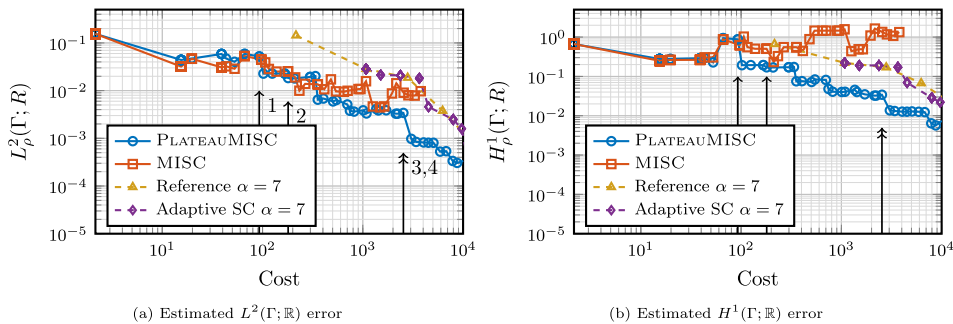 10^{-1}
10^{-2}
10^{-3}
10^{-4}
10^{-5}
L^2_ρ(Γ; R)
1
2
3,4
PLATEAUMISC
MISC
Reference α = 7
Adaptive SC α = 7
10^1
10^2
10^3
10^4
Cost
(a) Estimated L^2(Γ; ℝ) error
10^0
10^{-1}
10^{-2}
10^{-3}
10^{-4}
10^{-5}
H^1_ρ(Γ; R)
PLATEAUMISC
MISC
Reference α = 7
Adaptive SC α = 7
10^1
10^2
10^3
10^4
Cost
(b) Estimated H^1(Γ; ℝ) error